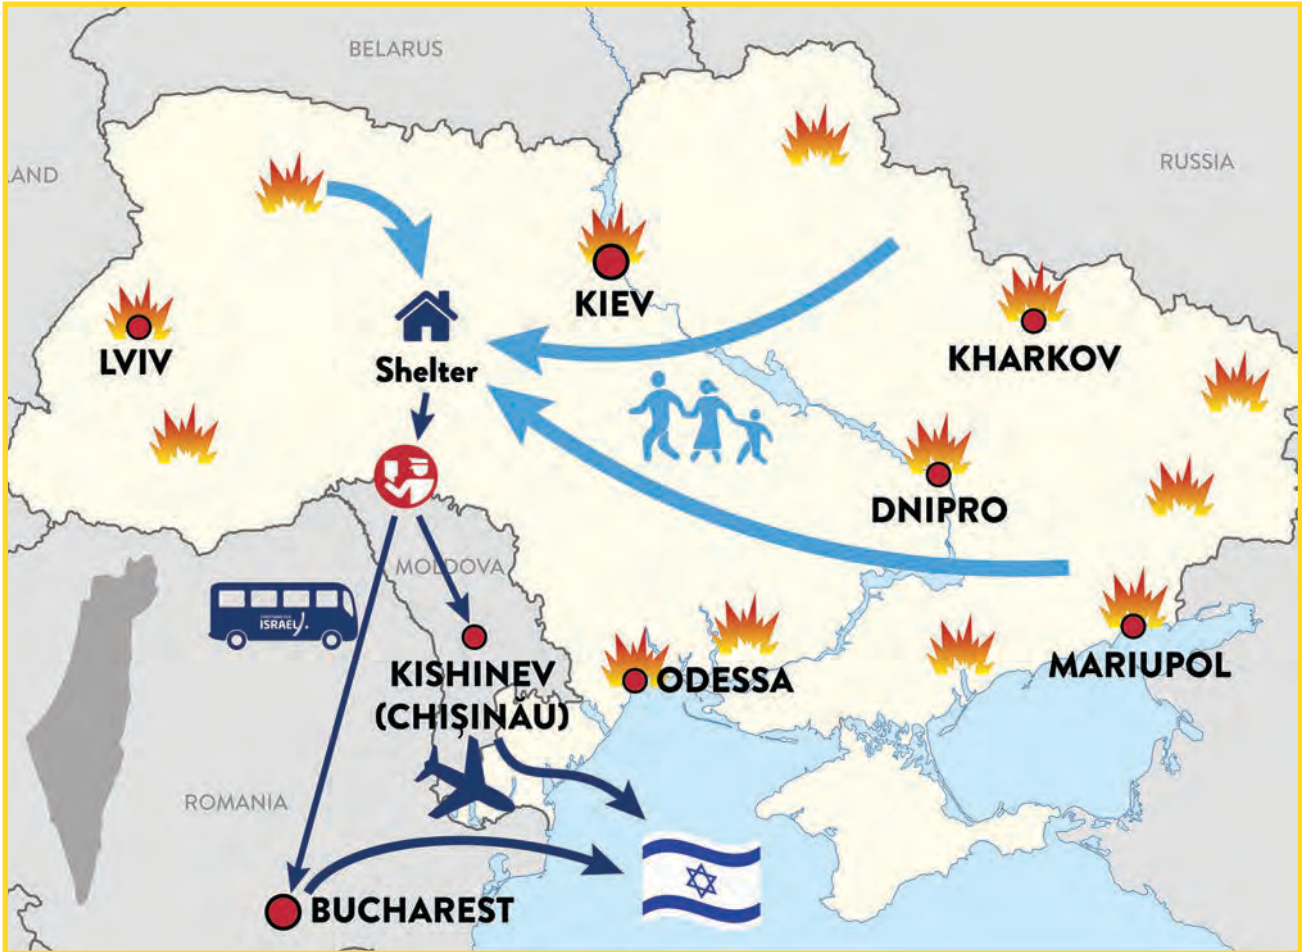 BELARUS
LAND
RUSSIA
KIEV
LVIV
Shelter
KHARKOV
DNIPRO
MOLDOVA
ISRAEL
KISHINEV
(CHIȘINĂU)
ODESSA
MARIUPOL
ROMANIA
BUCHAREST